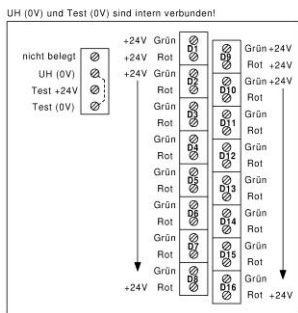 UH (0V) und Test (0V) sind intern verbunden!
nicht belegt
UH (0V)
Test +24V
Test (0V)
+24V Grün D1
+24V Rot
+24V Grün D2
Rot
Grün D3
Rot
Grün D4
Rot
Grün D5
Rot
Grün D6
Rot
Grün D7
Rot
Grün D8
+24V Rot
D9 Grün +24V
Rot +24V
D10 Grün +24V
Rot
D11 Grün
Rot
D12 Grün
Rot
D13 Grün
Rot
D14 Grün
Rot
D15 Grün
Rot
D16 Grün
Rot +24V